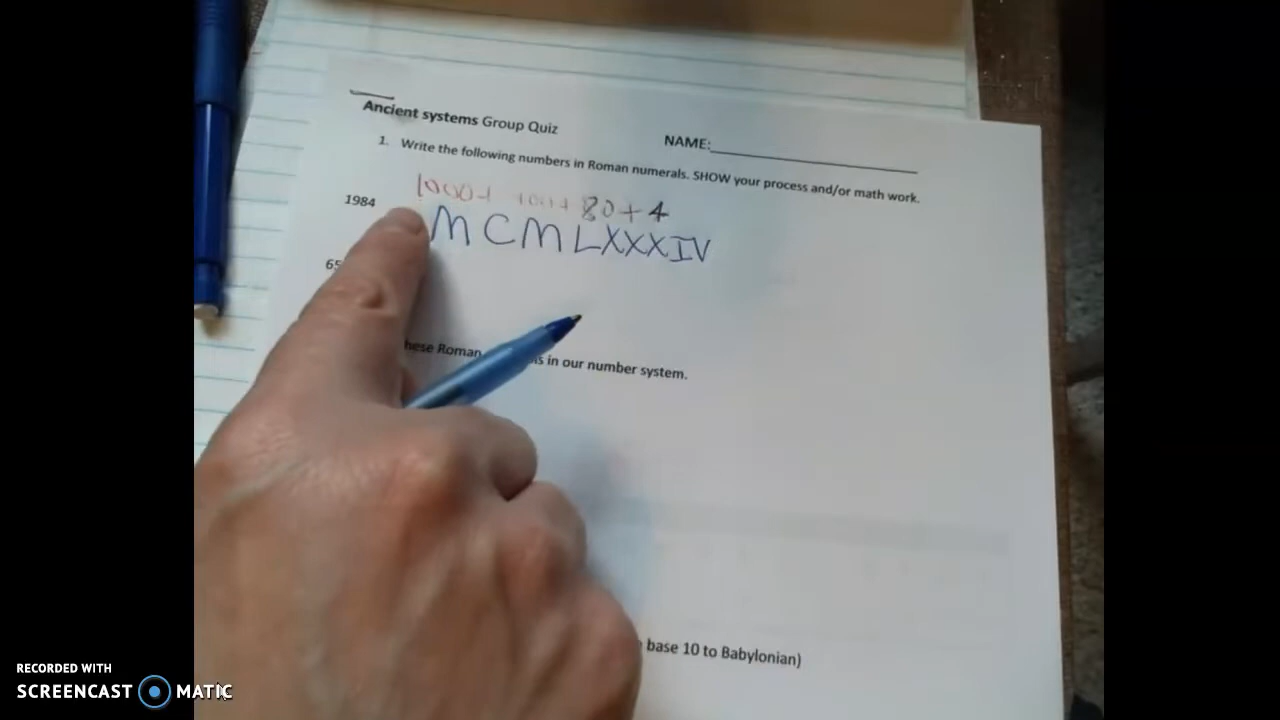 Ancient systems Group Quiz
NAME:
1. Write the following numbers in Roman numerals. SHOW your process and/or math work.
1000+ 80+4
1984
MCMLXXXIV
65
hese Roman in our number system.
base 10 to Babylonian)
RECORDED WITH
SCREENCAST MATIC